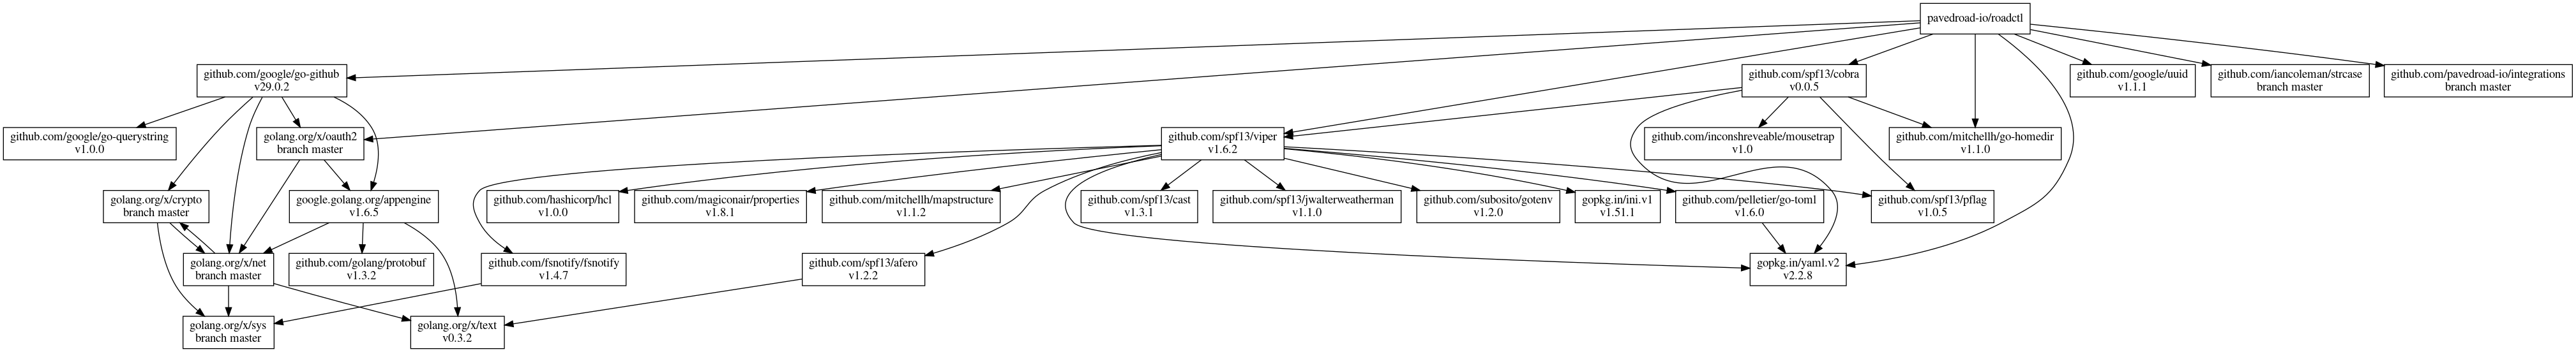 pavedroad-io/roadctl
github.com/google/go-github
v29.0.2
github.com/spf13/cobra
v0.0.5
github.com/google/uuid
v1.1.1
github.com/iancoleman/strcase
branch master
github.com/pavedroad-io/integrations
branch master
github.com/google/go-querystring
v1.0.0
golang.org/x/oauth2
branch master
github.com/spf13/viper
v1.6.2
github.com/inconshreveable/mousetrap
v1.0
github.com/mitchellh/go-homedir
v1.1.0
golang.org/x/crypto
branch master
google.golang.org/appengine
v1.6.5
github.com/hashicorp/hcl
v1.0.0
github.com/magiconair/properties
v1.8.1
github.com/mitchellh/mapstructure
v1.1.2
github.com/spf13/cast
v1.3.1
github.com/spf13/jwalterweatherman
v1.1.0
github.com/subosito/gotenv
v1.2.0
gopkg.in/ini.v1
v1.51.1
github.com/pelletier/go-toml
v1.6.0
github.com/spf13/pflag
v1.0.5
golang.org/x/net
branch master
github.com/golang/protobuf
v1.3.2
github.com/fsnotify/fsnotify
v1.4.7
github.com/spf13/afero
v1.2.2
gopkg.in/yaml.v2
v2.2.8
golang.org/x/sys
branch master
golang.org/x/text
v0.3.2